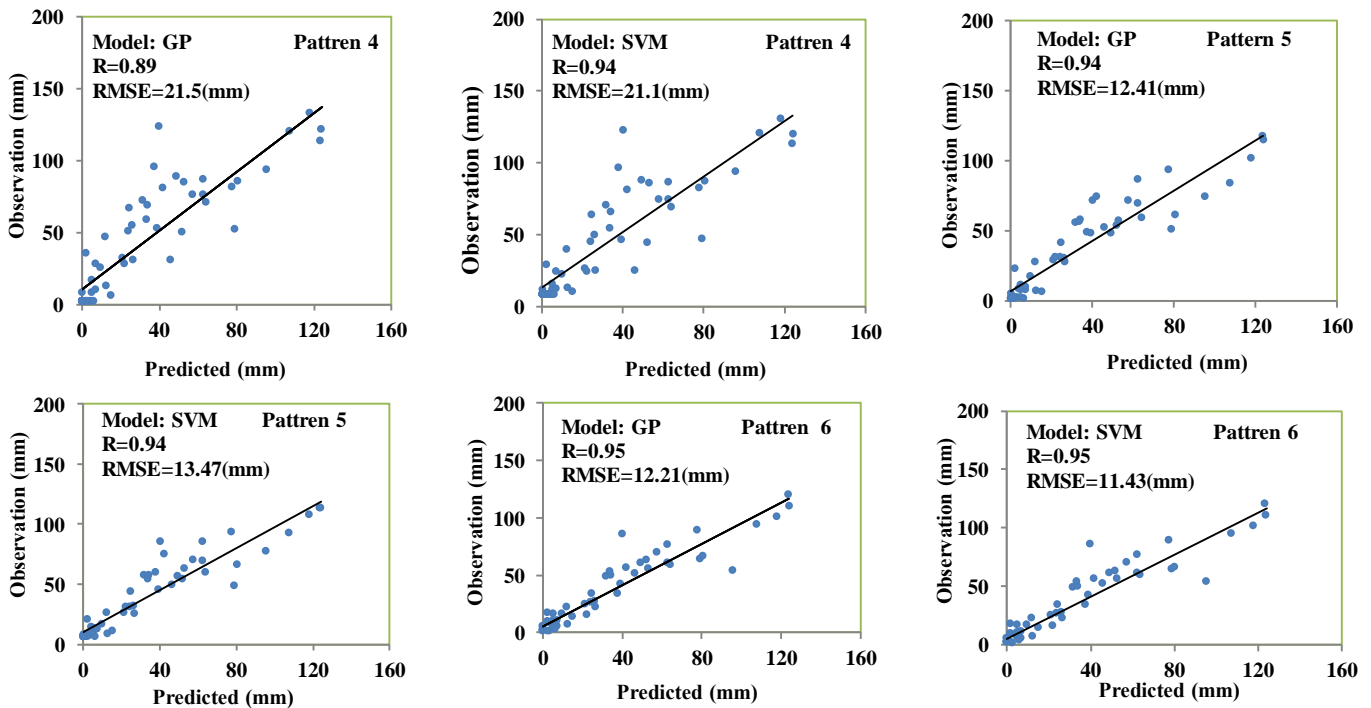 200
150
100
50
0
Observation (mm)
Model: GP Pattren 4
R=0.89
RMSE=21.5(mm)
0 40 80 120 160
Predicted (mm)
200
150
100
50
0
Observation (mm)
Model: SVM Pattren 4
R=0.94
RMSE=21.1(mm)
0 40 80 120 160
Predicted (mm)
200
150
100
50
0
Observation (mm)
Model: GP Pattern 5
R=0.94
RMSE=12.41(mm)
0 40 80 120 160
Predicted (mm)
200
150
100
50
0
Observation (mm)
Model: SVM Pattren 5
R=0.94
RMSE=13.47(mm)
0 40 80 120 160
Predicted (mm)
200
150
100
50
0
Observation (mm)
Model: GP Pattren 6
R=0.95
RMSE=12.21(mm)
0 40 80 120 160
Predicted (mm)
200
150
100
50
0
Observation (mm)
Model: SVM Pattren 6
R=0.95
RMSE=11.43(mm)
0 40 80 120 160
Predicted (mm)